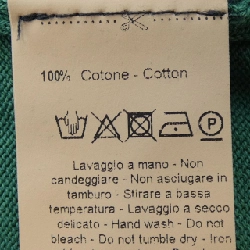 100% Cotone - Cotton
P
Lavaggio a mano - Non
candeggiare - Non asciugare in
tamburo - Stirare a bassa
temperatura - Lavaggio a secco
delicato - Hand wash - Do not
bleach - Do not tumble dry - Iron